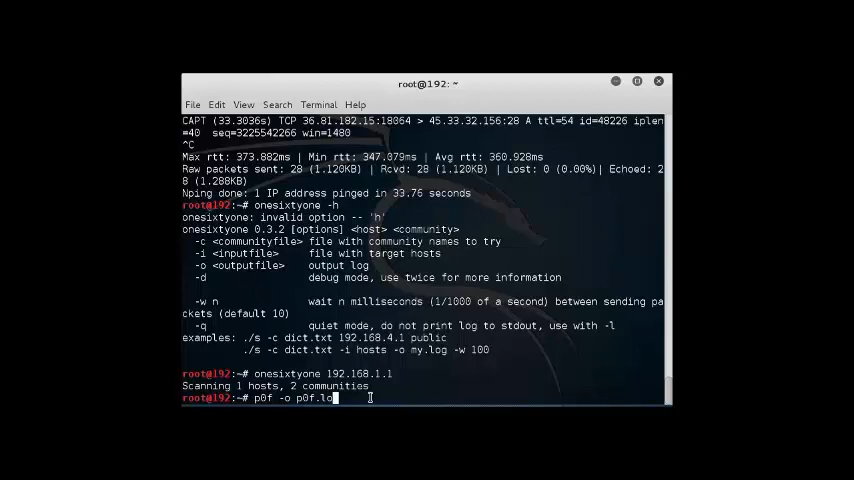 root@192: ~
File Edit View Search Terminal Help
CAPT (33.3036s) TCP 36.81.182.15:18064 > 45.33.32.156:28 A ttl=54 id=48226 iplen
=40  seq=3225542266 win=1480
^C
Max rtt: 373.882ms | Min rtt: 347.079ms | Avg rtt: 360.928ms
Raw packets sent: 28 (1.120KB) | Rcvd: 28 (1.120KB) | Lost: 0 (0.00%)| Echoed: 2
8 (1.288KB)
Nping done: 1 IP address pinged in 33.76 seconds
root@192:~# onesixtyone -h
onesixtyone: invalid option -- 'h'
onesixtyone 0.3.2 [options] <host> <community>
-c <communityfile> file with community names to try
-i <inputfile>     file with target hosts
-o <outputfile>    output log
-d                 debug mode, use twice for more information
-w n               wait n milliseconds (1/1000 of a second) between sending pa
ckets (default 10)
-q                 quiet mode, do not print log to stdout, use with -l
examples: ./s -c dict.txt 192.168.4.1 public
./s -c dict.txt -i hosts -o my.log -w 100
root@192:~# onesixtyone 192.168.1.1
Scanning 1 hosts, 2 communities
root@192:~# p0f -o p0f.lo